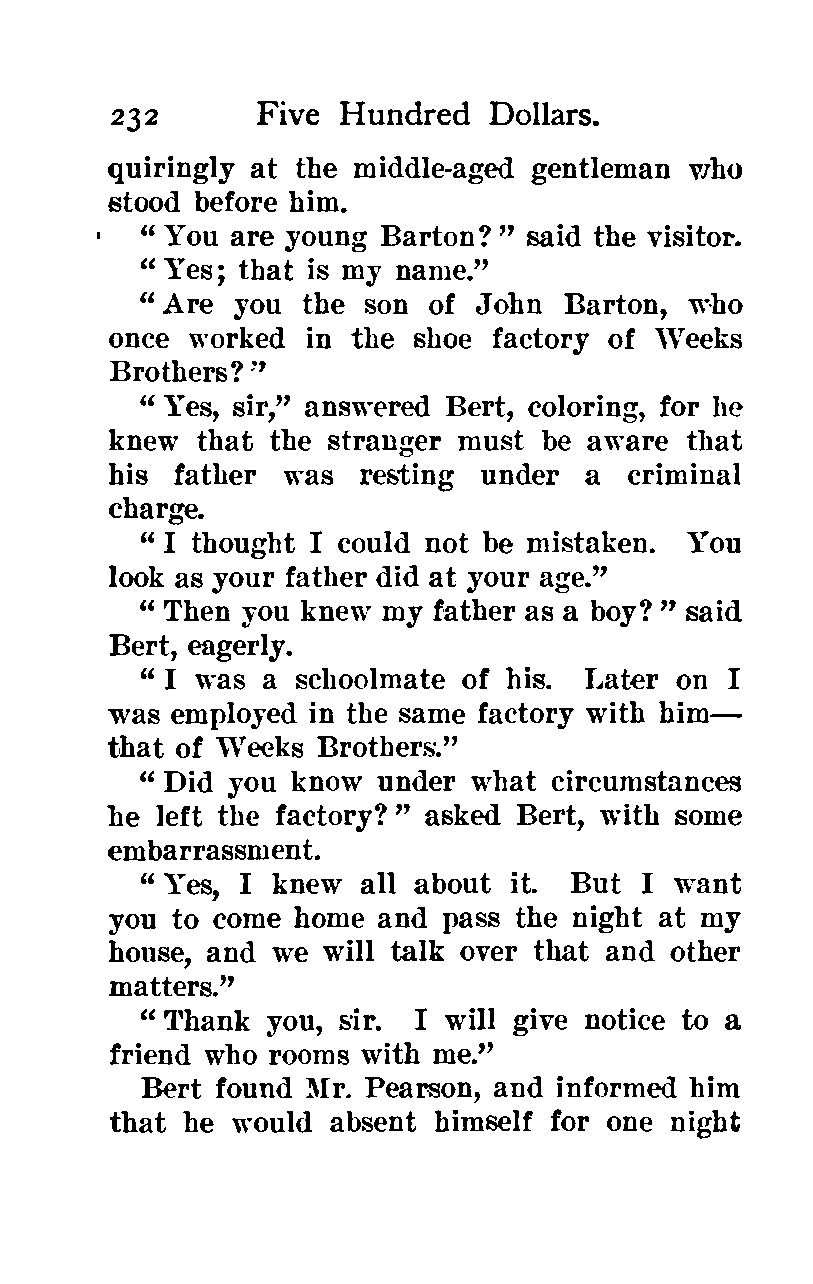 232 Five Hundred Dollars.
quiringly at the middle-aged gentleman who
stood before him.
“ You are young Barton? ” said the visitor.
“ Yes; that is my name.”
“ Are you the son of John Barton, who
once worked in the shoe factory of Weeks
Brothers? ”
“ Yes, sir,” answered Bert, coloring, for he
knew that the stranger must be aware that
his father was resting under a criminal
charge.
“ I thought I could not be mistaken. You
look as your father did at your age.”
“ Then you knew my father as a boy? ” said
Bert, eagerly.
“ I was a schoolmate of his. Later on I
was employed in the same factory with him—
that of Weeks Brothers.”
“ Did you know under what circumstances
he left the factory? ” asked Bert, with some
embarrassment.
“ Yes, I knew all about it. But I want
you to come home and pass the night at my
house, and we will talk over that and other
matters.”
“ Thank you, sir. I will give notice to a
friend who rooms with me.”
Bert found Mr. Pearson, and informed him
that he would absent himself for one night